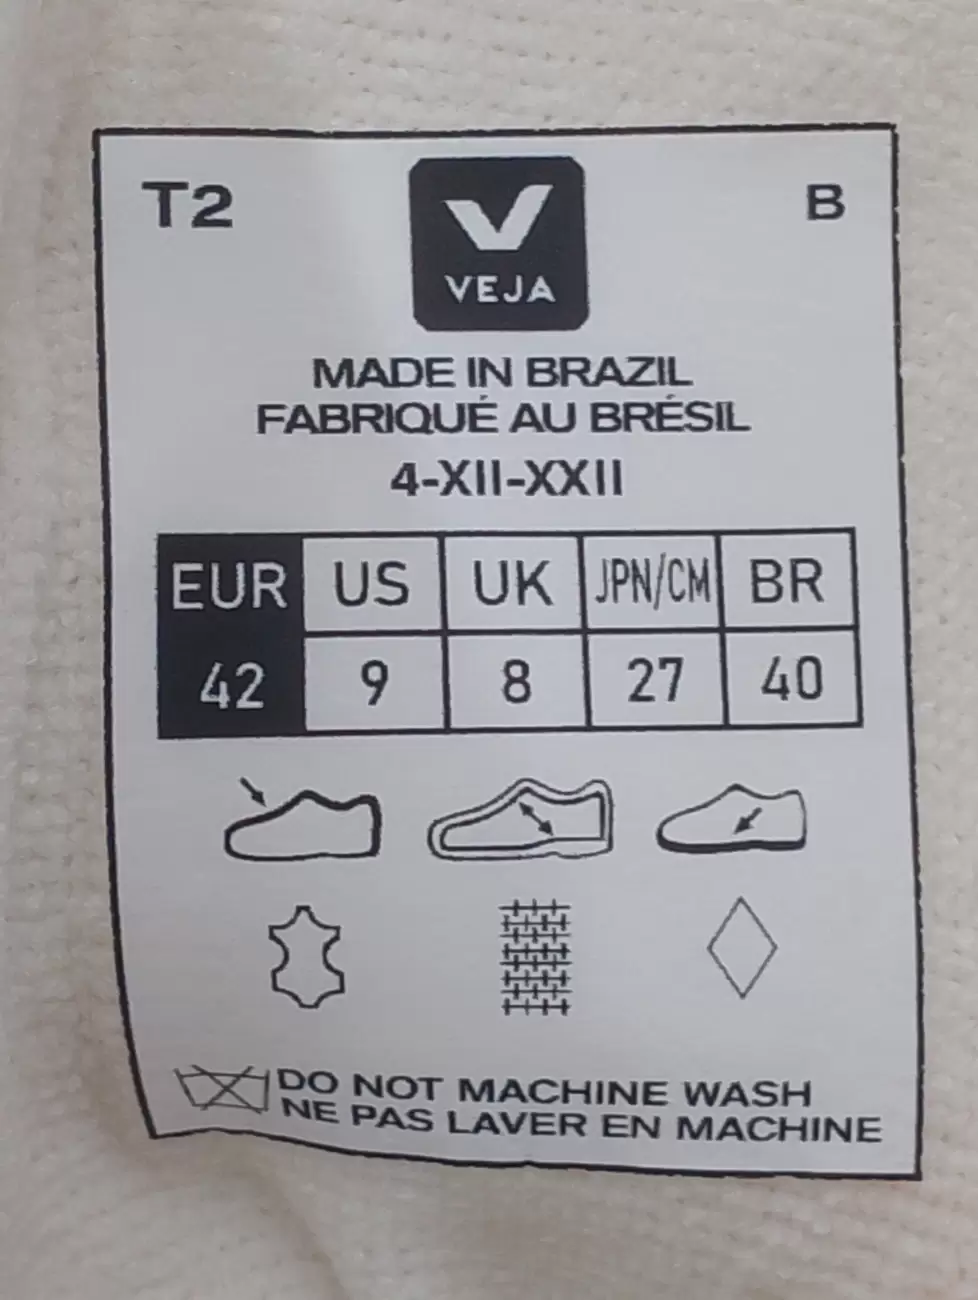 T2 B
VEJA
MADE IN BRAZIL
FABRIQUÉ AU BRÉSIL
4-XII-XXII
EUR US UK JPN/CM BR
42 9 8 27 40
DO NOT MACHINE WASH
NE PAS LAVER EN MACHINE